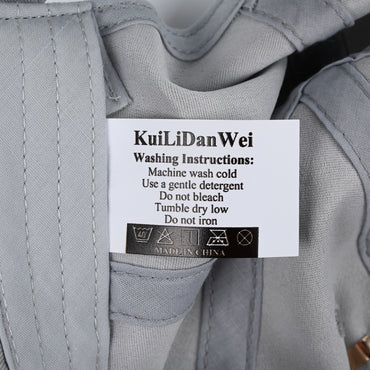 KuiLiDanWei
Washing Instructions:
Machine wash cold
Use a gentle detergent
Do not bleach
Tumble dry low
Do not iron
MADE IN CHINA